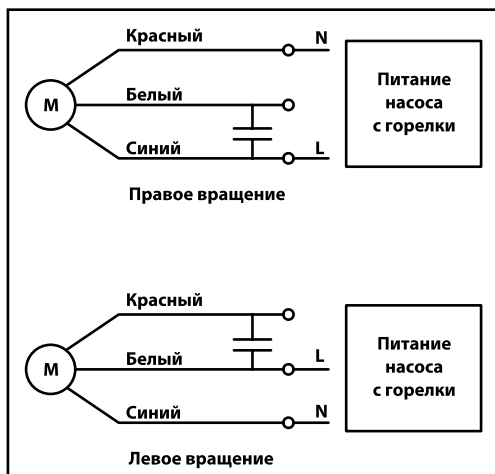 Красный
N
Белый
M
Синий
L
Питание
насоса
с горелки
Правое вращение
Красный
Белый
L
M
Синий
N
Питание
насоса
с горелки
Левое вращение